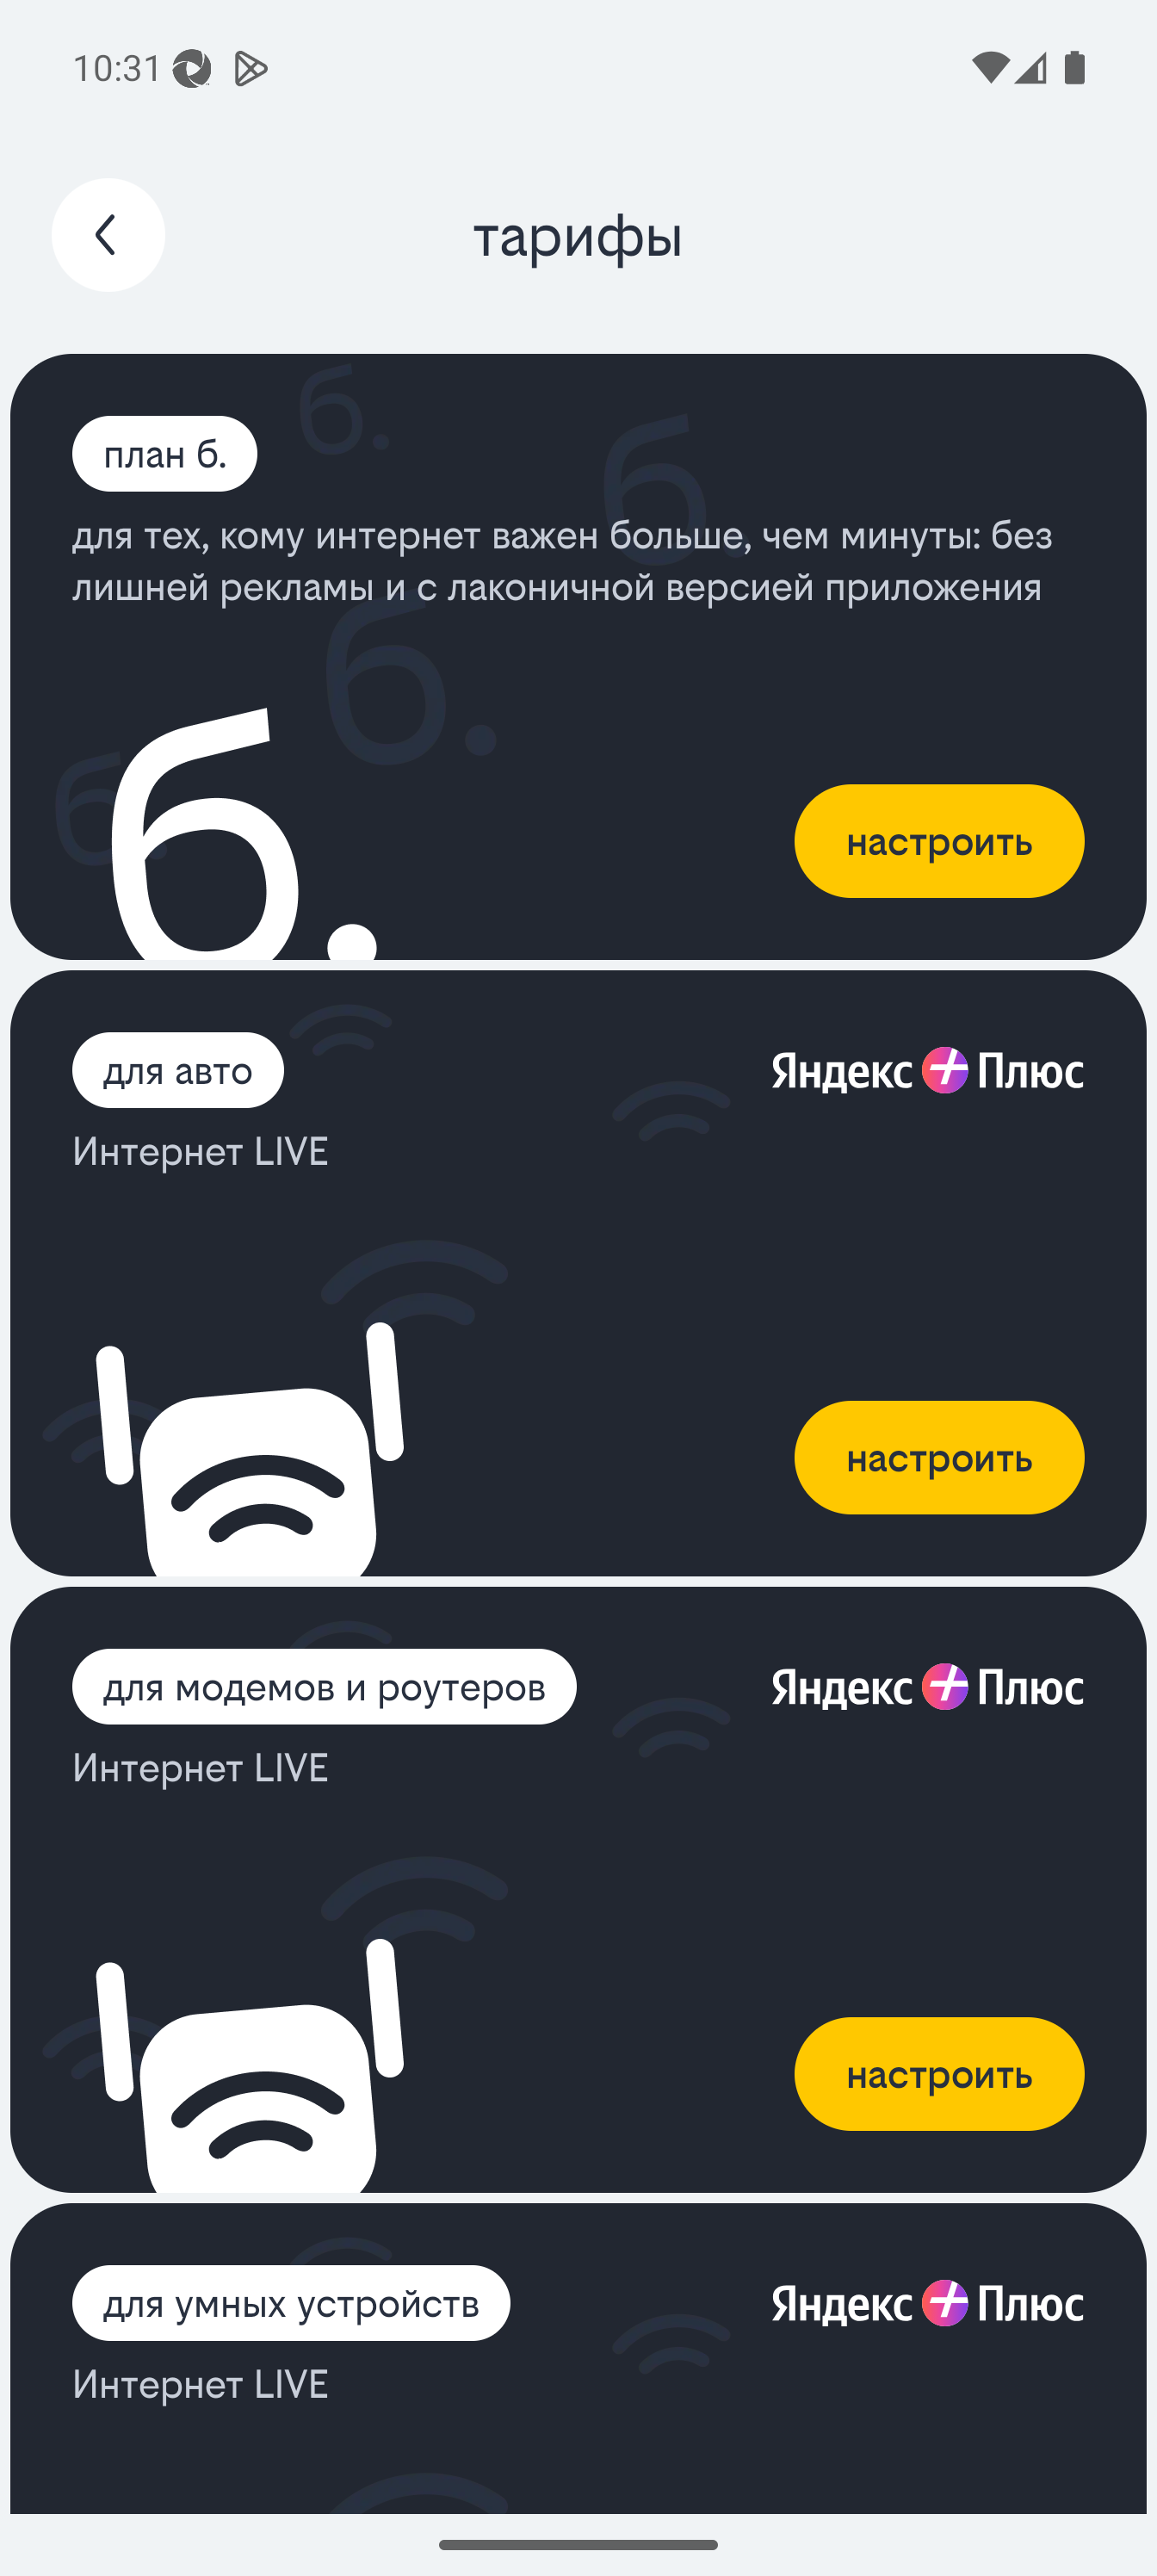 10:31
тарифы
план б.
для тех, кому интернет важен больше, чем минуты: без
лишней рекламы и с лаконичной версией приложения
б.
б.
б.
б.
б.
настроить
для авто
Яндекс Плюс
Интернет LIVE
настроить
для модемов и роутеров
Яндекс Плюс
Интернет LIVE
настроить
для умных устройств
Яндекс Плюс
Интернет LIVE